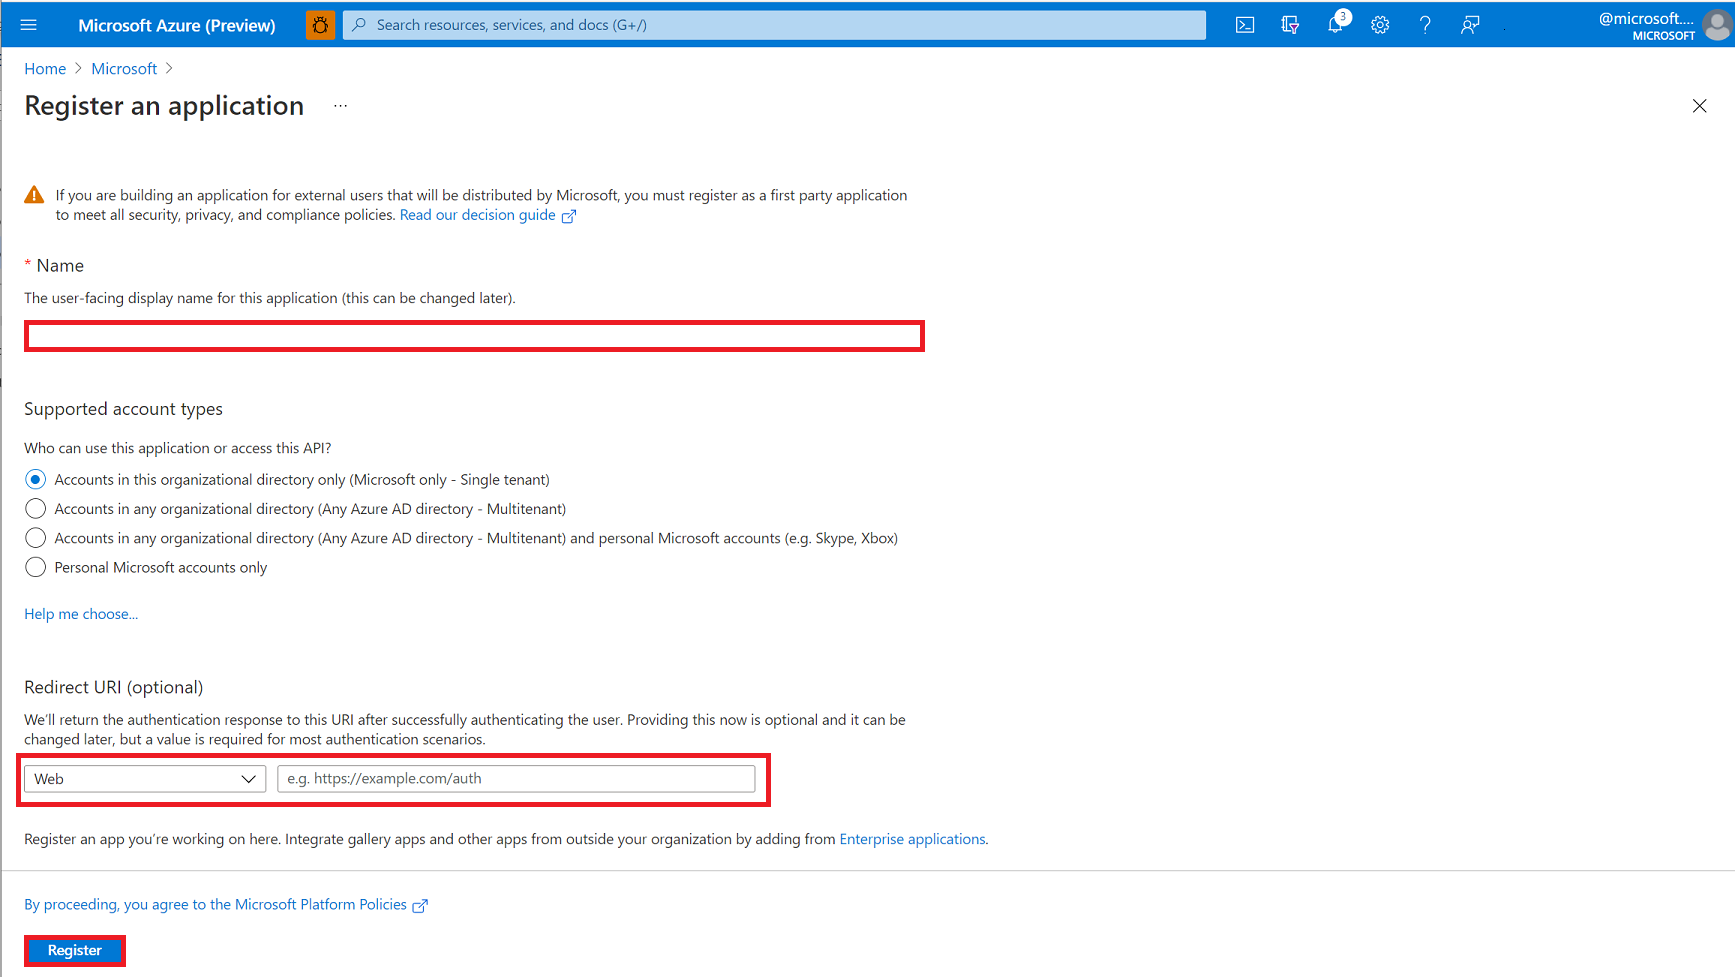 Microsoft Azure (Preview)
Search resources, services, and docs (G+/)
3
@microsoft....
MICROSOFT
Home > Microsoft >
Register an application ...
If you are building an application for external users that will be distributed by Microsoft, you must register as a first party application
to meet all security, privacy, and compliance policies. Read our decision guide
* Name
The user-facing display name for this application (this can be changed later).
Supported account types
Who can use this application or access this API?
Accounts in this organizational directory only (Microsoft only - Single tenant)
Accounts in any organizational directory (Any Azure AD directory - Multitenant)
Accounts in any organizational directory (Any Azure AD directory - Multitenant) and personal Microsoft accounts (e.g. Skype, Xbox)
Personal Microsoft accounts only
Help me choose...
Redirect URI (optional)
We'll return the authentication response to this URI after successfully authenticating the user. Providing this now is optional and it can be
changed later, but a value is required for most authentication scenarios.
Web
e.g. https://example.com/auth
Register an app you're working on here. Integrate gallery apps and other apps from outside your organization by adding from Enterprise applications.
By proceeding, you agree to the Microsoft Platform Policies
Register